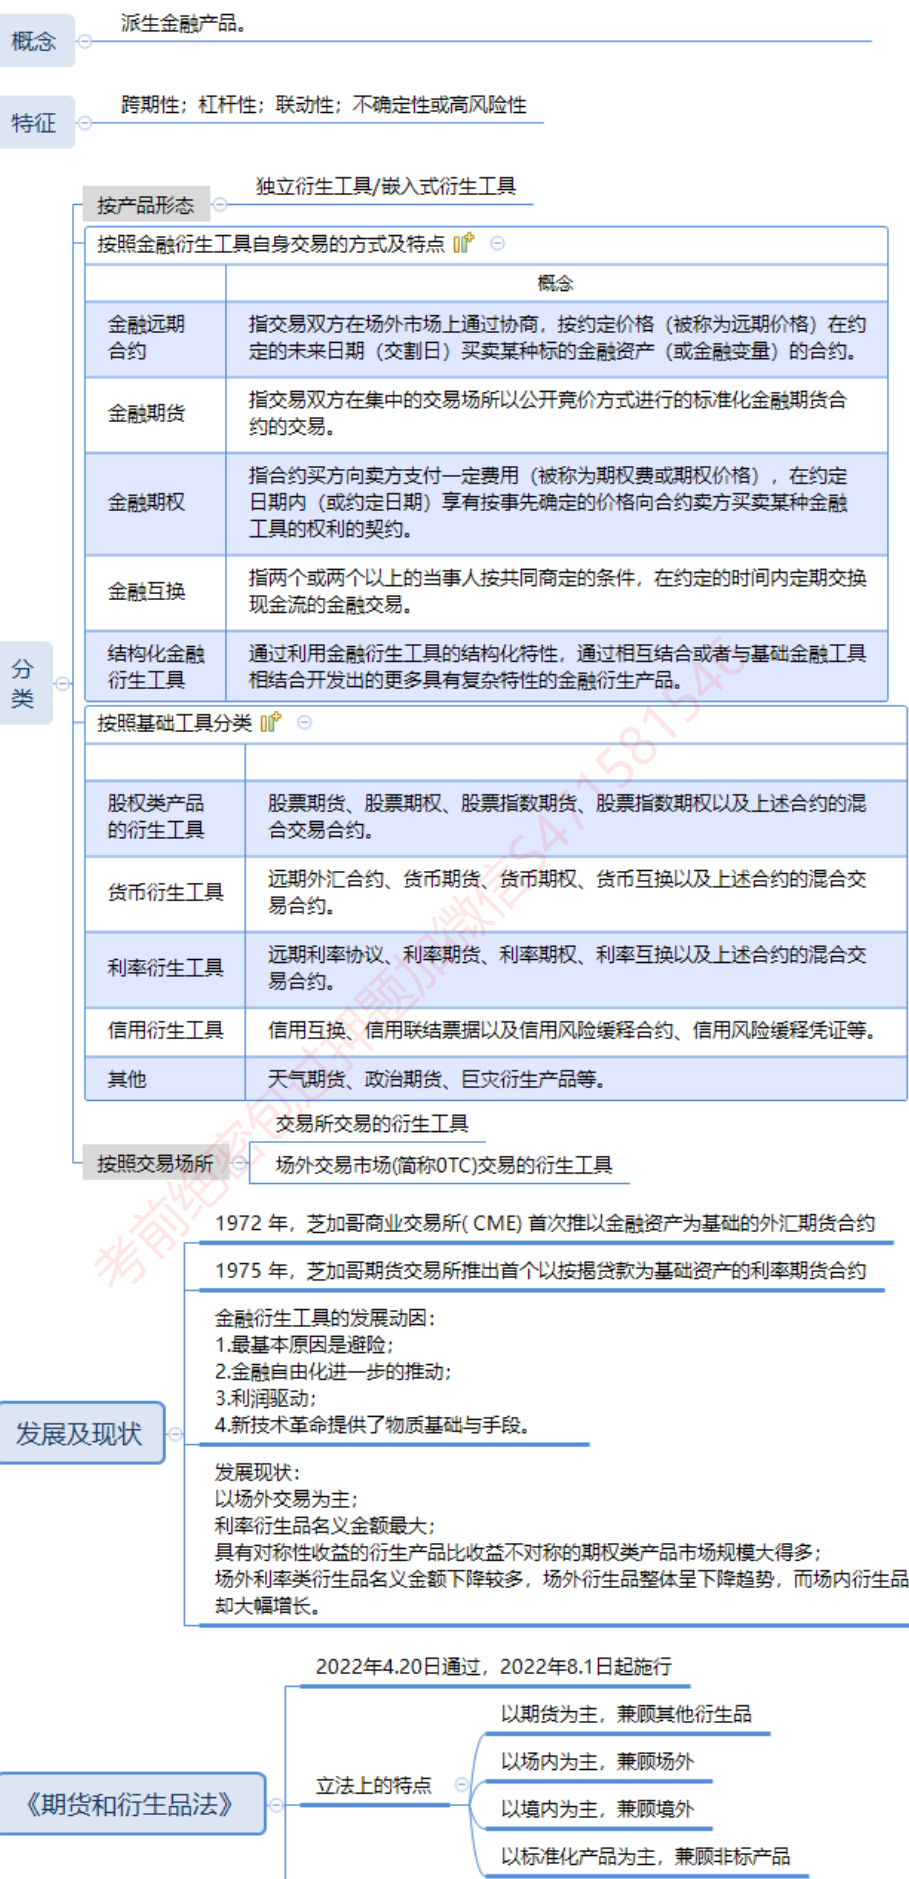 概念
派生金融产品。
特征
跨期性；杠杆性；联动性；不确定性或高风险性
分类
按产品形态
独立衍生工具/嵌入式衍生工具
按照金融衍生工具自身交易的方式及特点
概念
金融远期
合约
指交易双方在场外市场上通过协商，按约定价格（被称为远期价格）在约
定的未来日期（交割日）买卖某种标的金融资产（或金融变量）的合约。
金融期货
指交易双方在集中的交易场所以公开竞价方式进行的标准化金融期货合
约的交易。
金融期权
指合约买方向卖方支付一定费用（被称为期权费或期权价格），在约定
日期内（或约定日期）享有按事先确定的价格向合约卖方买卖某种金融
工具的权利的契约。
金融互换
指两个或两个以上的当事人按共同商定的条件，在约定的时间内定期交换
现金流的金融交易。
结构化金融
衍生工具
通过利用金融衍生工具的结构化特性，通过相互结合或者与基础金融工具
相结合开发出的更多具有复杂特性的金融衍生产品。
按照基础工具分类
股权类产品
的衍生工具
股票期货、股票期权、股票指数期货、股票指数期权以及上述合约的混
合交易合约。
货币衍生工具
远期外汇合约、货币期货、货币期权、货币互换以及上述合约的混合交
易合约。
利率衍生工具
远期利率协议、利率期货、利率期权、利率互换以及上述合约的混合交
易合约。
信用衍生工具
信用互换、信用联结票据以及信用风险缓释合约、信用风险缓释凭证等。
其他
天气期货、政治期货、巨灾衍生产品等。
按照交易场所
交易所交易的衍生工具
场外交易市场(简称0TC)交易的衍生工具
考前绝密包过押题加微信S471581546
发展及现状
1972 年，芝加哥商业交易所( CME) 首次推以金融资产为基础的外汇期货合约
1975 年，芝加哥期货交易所推出首个以按揭贷款为基础资产的利率期货合约
金融衍生工具的发展动因：
1.最基本原因是避险；
2.金融自由化进一步的推动；
3.利润驱动；
4.新技术革命提供了物质基础与手段。
发展现状：
以场外交易为主；
利率衍生品名义金额最大；
具有对称性收益的衍生产品比收益不对称的期权类产品市场规模大得多；
场外利率类衍生品名义金额下降较多，场外衍生品整体呈下降趋势，而场内衍生品
却大幅增长。
《期货和衍生品法》
2022年4.20日通过，2022年8.1日起施行
立法上的特点
以期货为主，兼顾其他衍生品
以场内为主，兼顾场外
以境内为主，兼顾境外
以标准化产品为主，兼顾非标产品